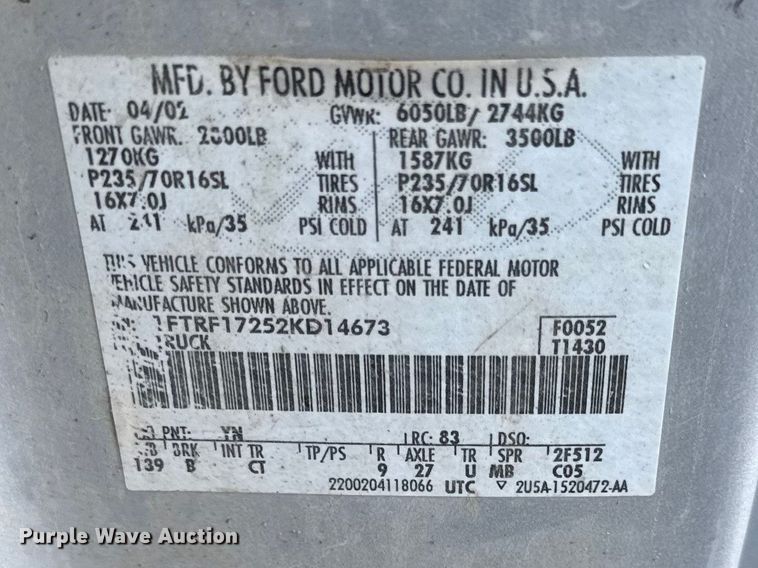 MFD. BY FORD MOTOR CO. IN U.S.A.
DATE: 04/02 GVWR: 6050LB/ 2744KG
FRONT GAWR: 2800LB REAR GAWR: 3500LB
1270KG WITH 1587KG WITH
P235/70R16SL TIRES P235/70R16SL TIRES
16X7.0J RIMS 16X7.0J RIMS
AT 241 kPa/35 PSI COLD AT 241 kPa/35 PSI COLD
THIS VEHICLE CONFORMS TO ALL APPLICABLE FEDERAL MOTOR
VEHICLE SAFETY STANDARDS IN EFFECT ON THE DATE OF
MANUFACTURE SHOWN ABOVE.
1FTRF17252KD14673 F0052
TRUCK T1430
PNT: YN RC: 83 DSO:
WB BRK INT TR TP/PS R AXLE TR SPR 2F512
139 B CT 9 27 U MB C05
2200204118066 UTC ▽ 2U5A-1520472-AA
Purple Wave Auction